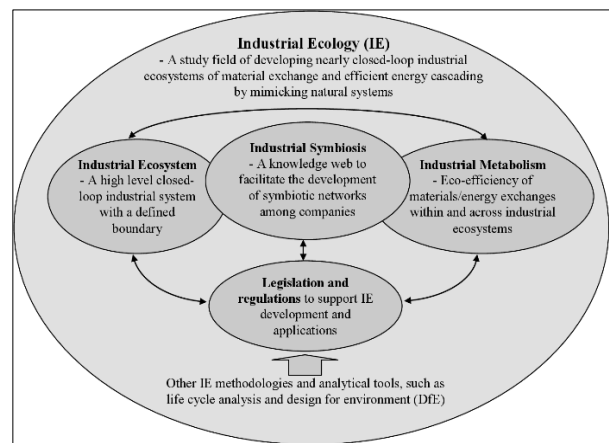 Industrial Ecology (IE)
- A study field of developing nearly closed-loop industrial
ecosystems of material exchange and efficient energy cascading
by mimicking natural systems
Industrial Ecosystem
- A high level closed-
loop industrial system
with a defined
boundary
Industrial Symbiosis
- A knowledge web to
facilitate the development
of symbiotic networks
among companies
Industrial Metabolism
- Eco-efficiency of
materials/energy exchanges
within and across industrial
ecosystems
Legislation and
regulations to support IE
development and
applications
Other IE methodologies and analytical tools, such as
life cycle analysis and design for environment (DfE)